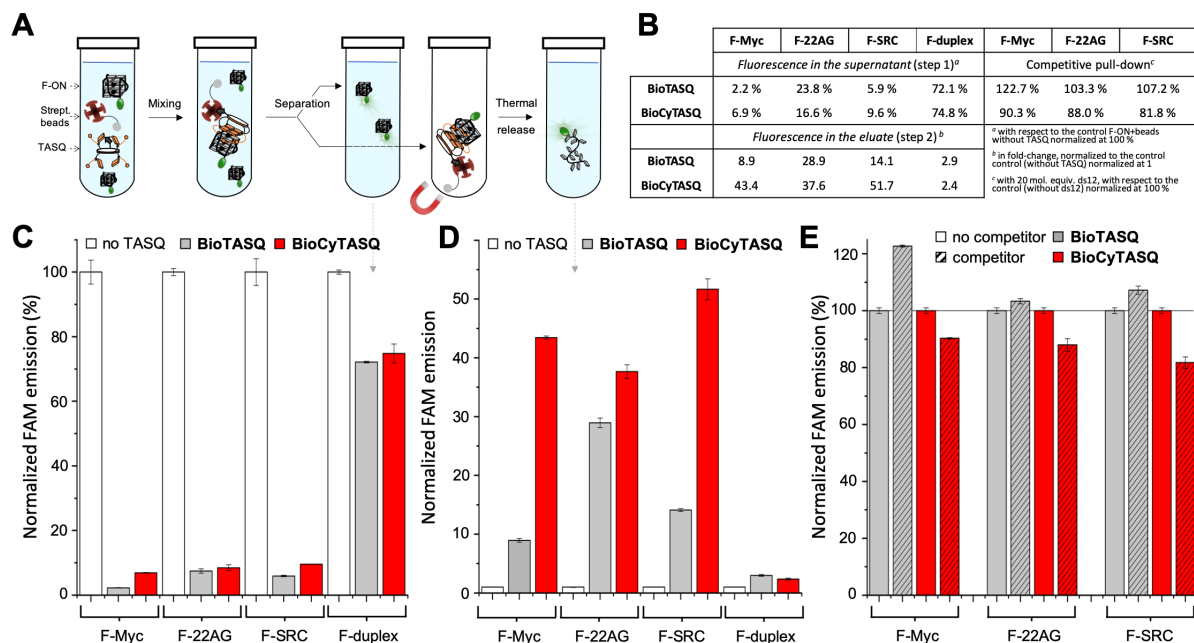 A
F-ON
Strept.
beads
TASQ
Mixing
Separation
Thermal
release
B
F-Myc F-22AG F-SRC F-duplex F-Myc F-22AG F-SRC
Fluorescence in the supernatant (step 1)a Competitive pull-downc
BioTASQ 2.2 % 23.8 % 5.9 % 72.1 % 122.7 % 103.3 % 107.2 %
BioCyTASQ 6.9 % 16.6 % 9.6 % 74.8 % 90.3 % 88.0 % 81.8 %
Fluorescence in the eluate (step 2) b
BioTASQ 8.9 28.9 14.1 2.9
BioCyTASQ 43.4 37.6 51.7 2.4
a with respect to the control F-ON+beads
without TASQ normalized at 100 %
b in fold-change, normalized to the control
control (without TASQ) normalized at 1
c with 20 mol. equiv. ds12, with respect to the
control (without ds12) normalized at 100 %
C
no TASQ BioTASQ BioCyTASQ
Normalized FAM emission (%)
100
80
60
40
20
0
F-Myc F-22AG F-SRC F-duplex
D
no TASQ BioTASQ BioCyTASQ
Normalized FAM emission
50
40
30
20
10
0
F-Myc F-22AG F-SRC F-duplex
E
no competitor BioTASQ
competitor BioCyTASQ
Normalized FAM emission (%)
120
100
80
60
40
20
0
F-Myc F-22AG F-SRC